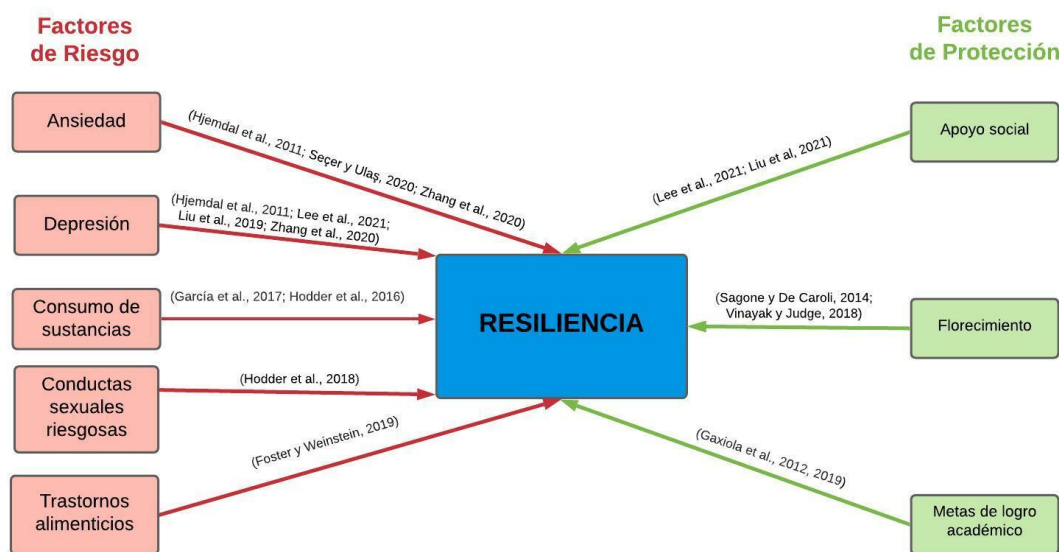 Factores
de Riesgo
Factores
de Protección
Ansiedad
(Hjemdal et al., 2011; Seçer y Ulaş, 2020; Zhang et al., 2020)
Depresión
(Hjemdal et al., 2011; Lee et al., 2021;
Liu et al., 2019; Zhang et al., 2020)
Consumo de
sustancias
(García et al., 2017; Hodder et al., 2016)
Conductas
sexuales
riesgosas
(Hodder et al., 2018)
Trastornos
alimenticios
(Foster y Weinstein, 2019)
RESILIENCIA
Apoyo social
(Lee et al., 2021; Liu et al, 2021)
Florecimiento
(Sagone y De Caroli, 2014;
Vinayak y Judge, 2018)
Metas de logro
académico
(Gaxiola et al., 2012, 2019)